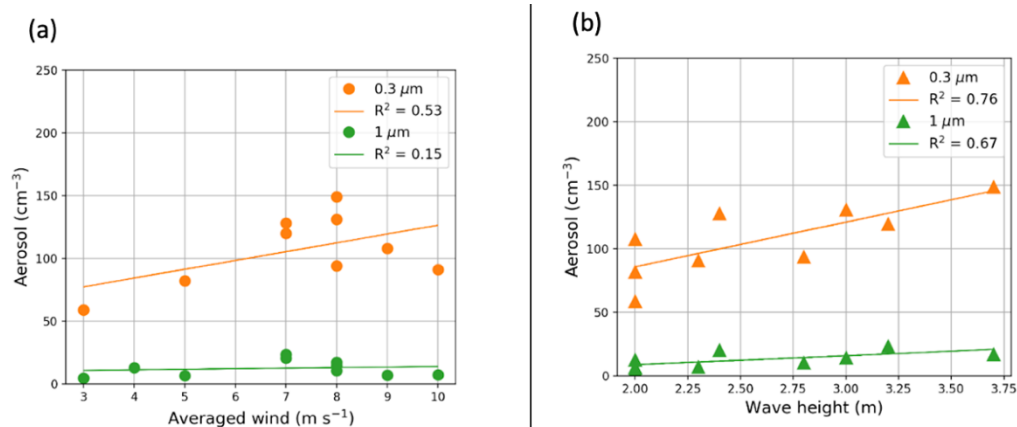 (a)
250
200
150
100
50
0
Aerosol (cm⁻³)
0.3 μm
R² = 0.53
1 μm
R² = 0.15
3 4 5 6 7 8 9 10
Averaged wind (m s⁻¹)
(b)
250
200
150
100
50
0
Aerosol (cm⁻³)
0.3 μm
R² = 0.76
1 μm
R² = 0.67
2.00 2.25 2.50 2.75 3.00 3.25 3.50 3.75
Wave height (m)